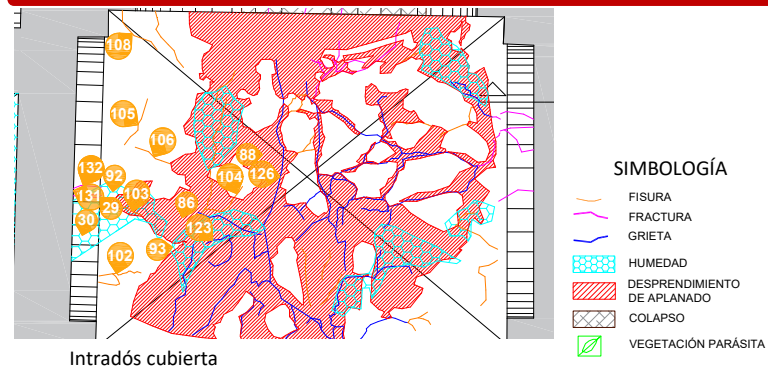 108
105
106
88
132
92
104
126
131
103
29
86
30
123
102
93
Intradós cubierta
SIMBOLOGÍA
FISURA
FRACTURA
GRIETA
HUMEDAD
DESPRENDIMIENTO
DE APLANADO
COLAPSO
VEGETACIÓN PARÁSITA